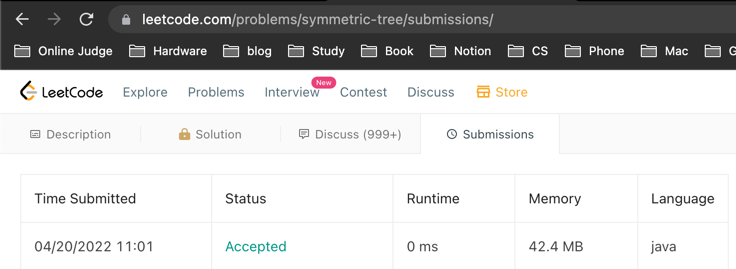 leetcode.com/problems/symmetric-tree/submissions/
Online Judge Hardware blog Study Book Notion CS Phone Mac G
LeetCode Explore Problems Interview New Contest Discuss Store
Description Solution Discuss (999+) Submissions
Time Submitted Status Runtime Memory Language
04/20/2022 11:01 Accepted 0 ms 42.4 MB java